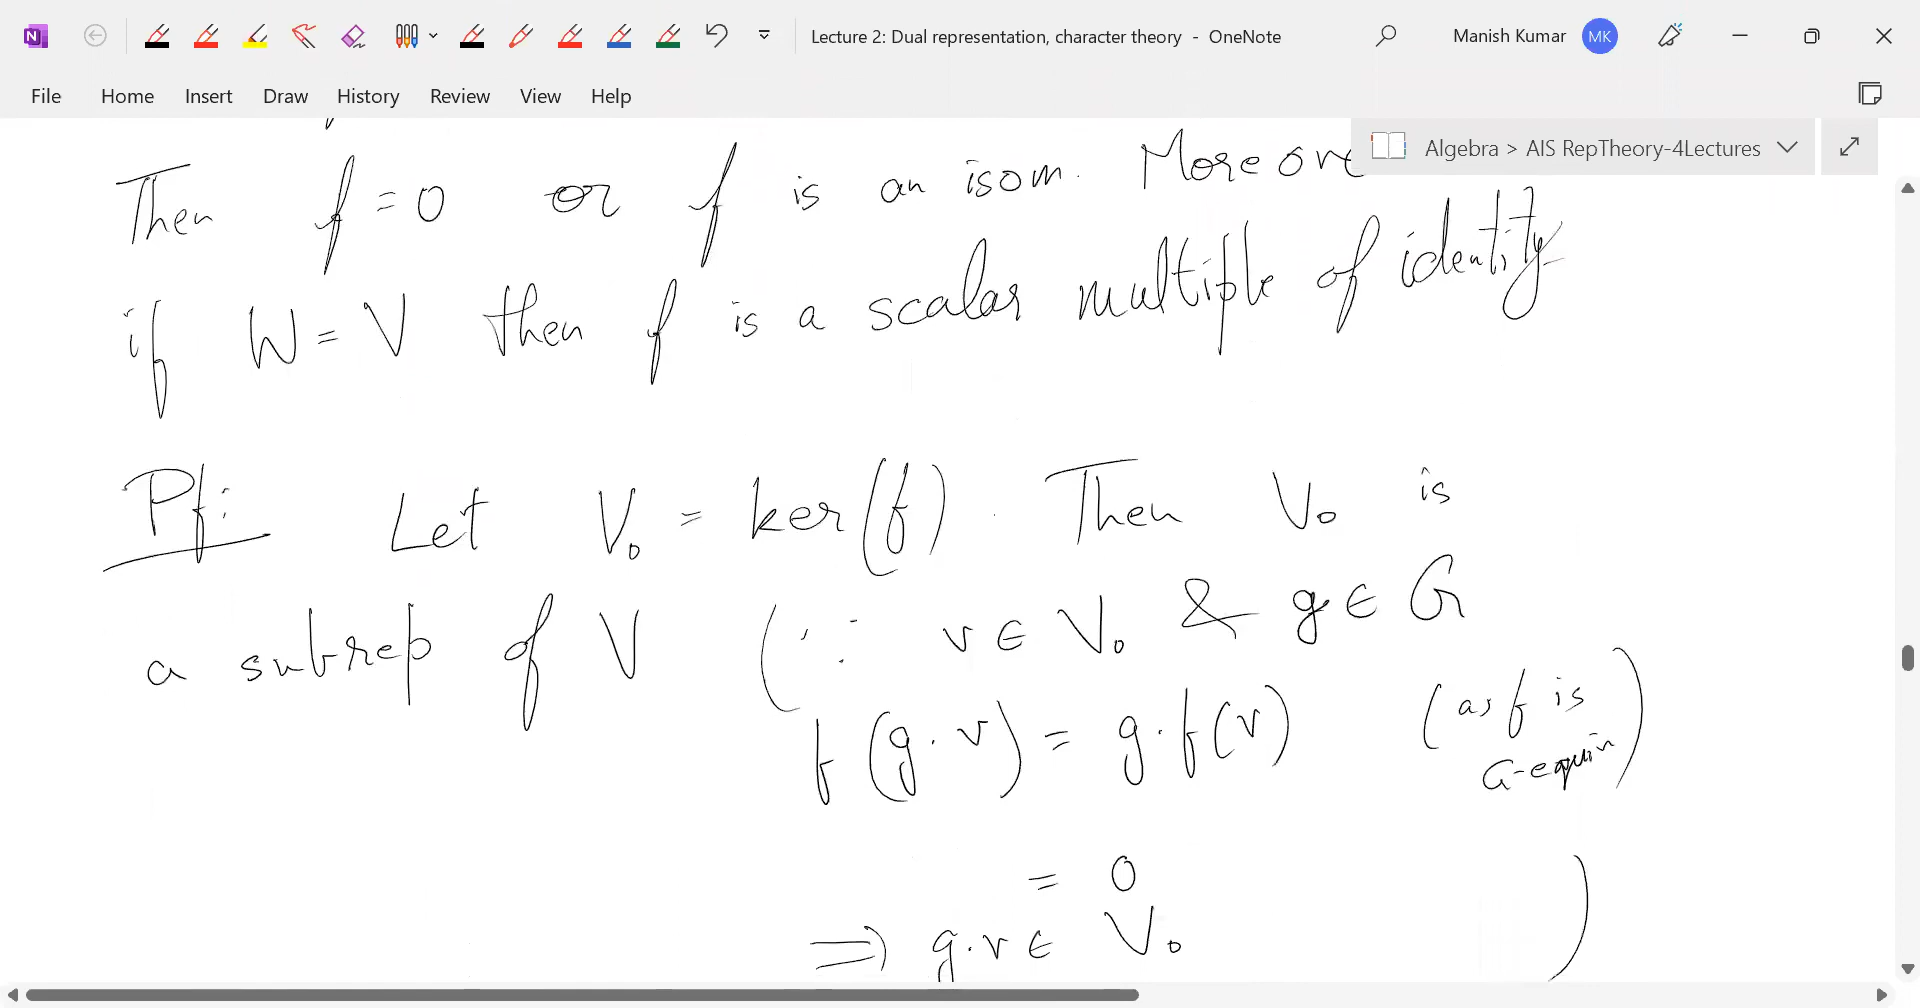 Lecture 2: Dual representation, character theory - OneNote
Manish Kumar MK
File Home Insert Draw History Review View Help
Algebra > AIS RepTheory-4Lectures
Then f = 0 or f is an isom. Moreove
if W = V then f is a scalar multiple of identity
Pf: Let V₀ = ker(f). Then V₀ is
a subrep of V (∵ v ∈ V₀ & g ∈ G
f(g·v) = g·f(v) (as f is
G-equiv)
= 0
⟹ g·v ∈ V₀ )